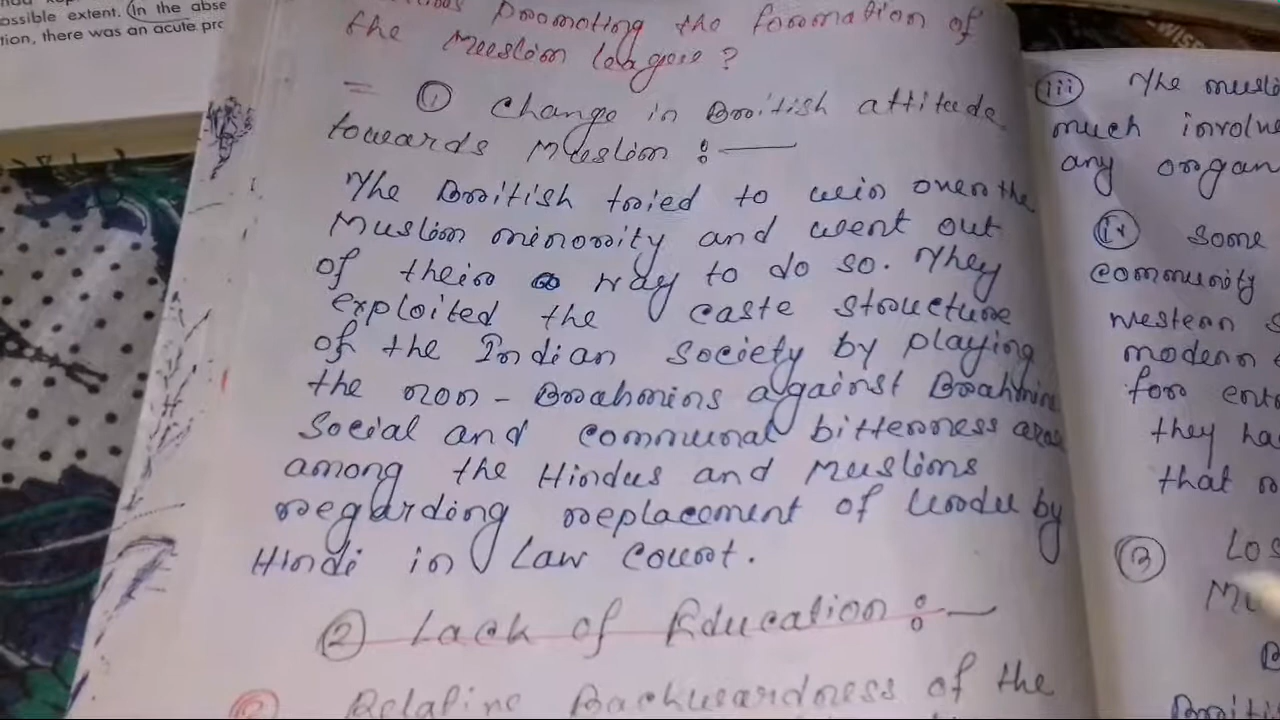 ossible extent. (In the abse
tion, there was an acute pro
promoting the formation of
the Muslim league?
= ① Change in British attitude
towards Muslim :—
The British tried to win over the
Muslim minority and went out
of their way to do so. They
exploited the caste structure
of the Indian society by playing
the non - Brahmins against Brahmins
Social and communal bitterness
among the Hindus and Muslims
regarding replacement of Urdu by
Hindi in Law Court.
② Lack of Education :—
Relative Backwardness of the
iii The musli
much involve
any organ
iv Some
community
western s
modern t
for ent
they ha
that
③ Los
Mu
B
Briti